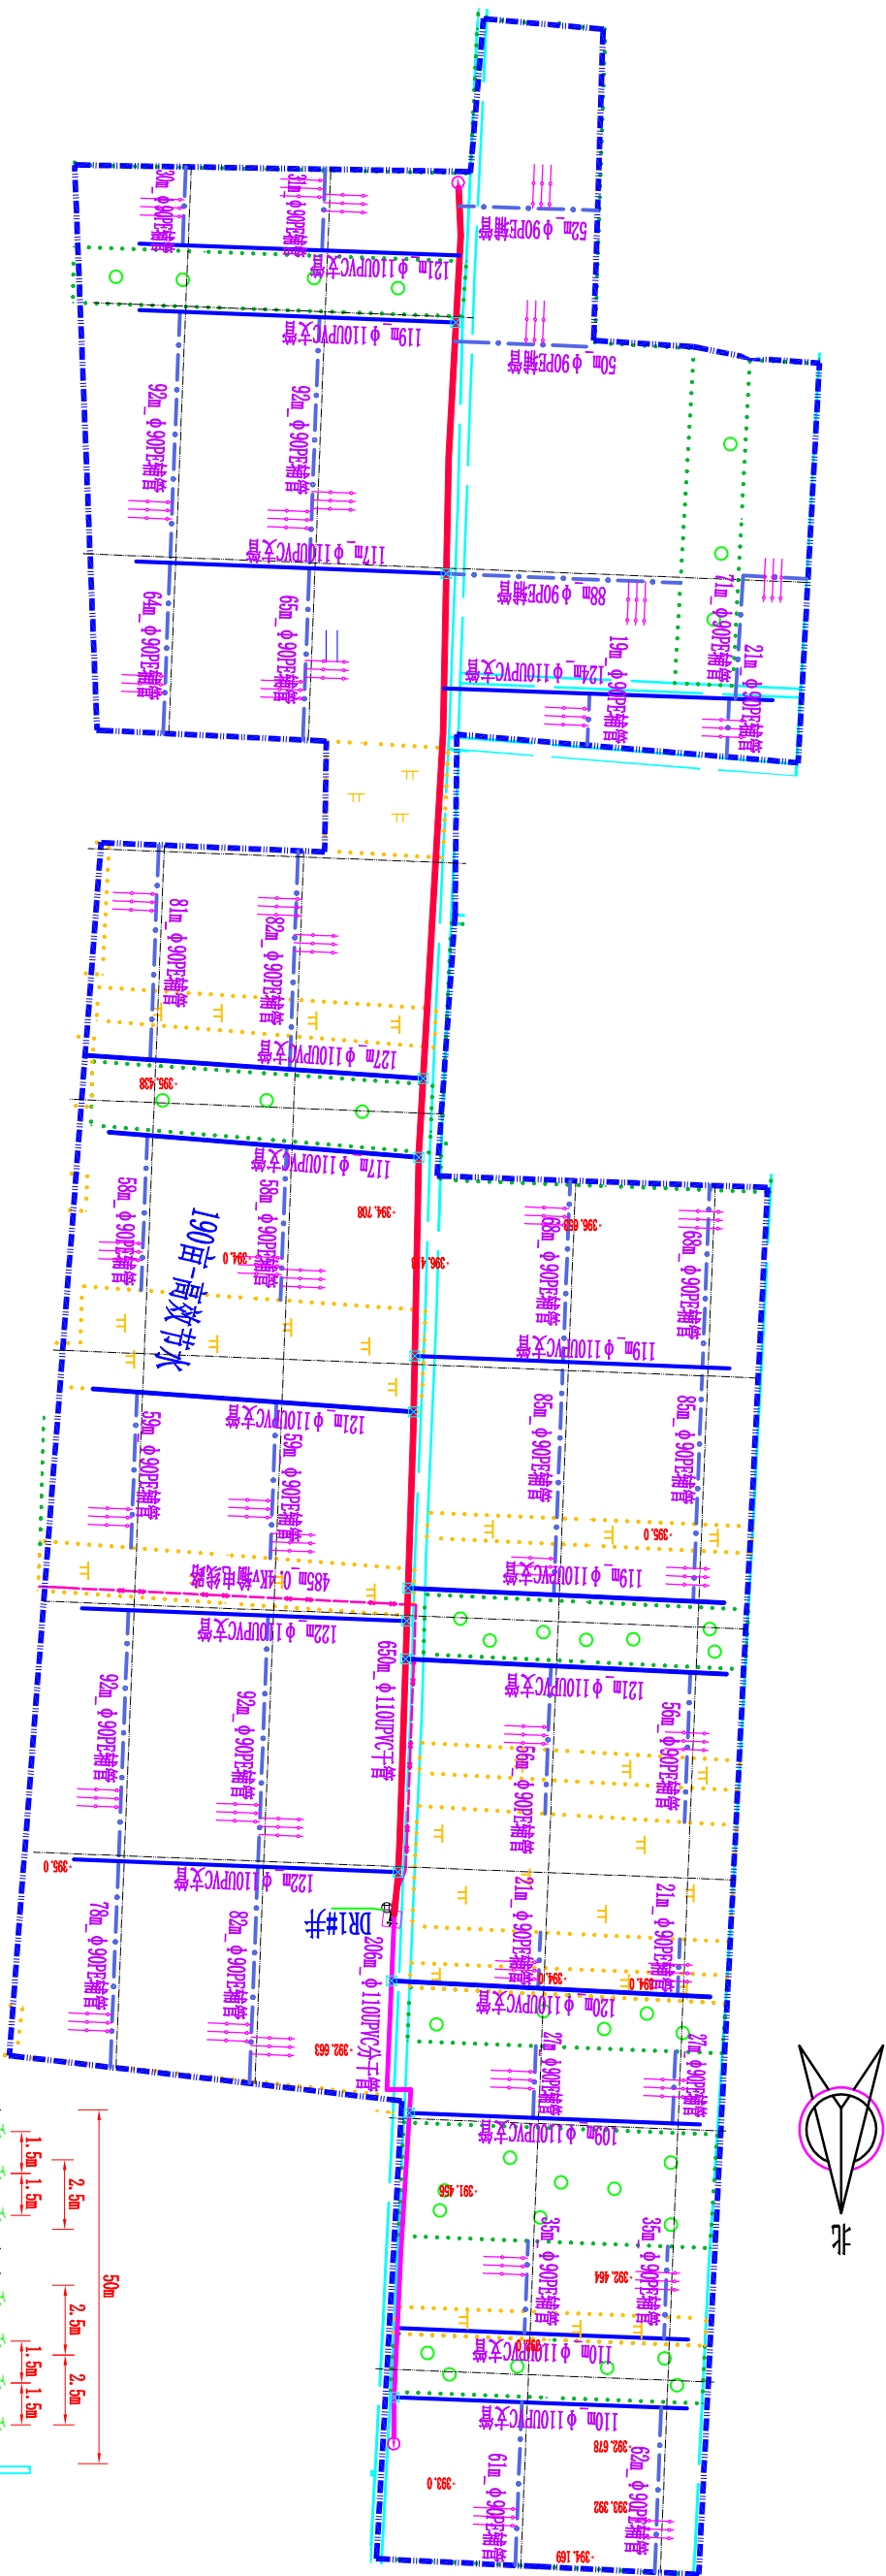 52m_φ90PE辅管
30m_φ90PE辅管
31m_φ90PE辅管
121m_φ110UPVC支管
119m_φ110UPVC支管
50m_φ90PE辅管
92m_φ90PE辅管
92m_φ90PE辅管
117m_φ110UPVC支管
88m_φ90PE辅管
71m_φ90PE辅管
64m_φ90PE辅管
65m_φ90PE辅管
19m_φ90PE辅管
21m_φ90PE辅管
124m_φ110UPVC支管
81m_φ90PE辅管
82m_φ90PE辅管
127m_φ110UPVC支管
·395.438
117m_φ110UPVC支管
58m_φ90PE辅管
58m_φ90PE辅管
190亩-高效节水
·394.708
·394.0
·396.418
68m_φ90PE辅管
68m_φ90PE辅管
119m_φ110UPVC支管
85m_φ90PE辅管
85m_φ90PE辅管
121m_φ110UPVC支管
59m_φ90PE辅管
59m_φ90PE辅管
·395.0
485m_0.4Kv输电线路
119m_φ110UPVC支管
122m_φ110UPVC支管
650m_φ110UPVC干管
121m_φ110UPVC支管
92m_φ90PE辅管
92m_φ90PE辅管
56m_φ90PE辅管
56m_φ90PE辅管
·395.0
122m_φ110UPVC支管
DR1#井
78m_φ90PE辅管
82m_φ90PE辅管
206m_φ110UPVC分干管
21m_φ90PE辅管
21m_φ90PE辅管
·394.0
·394.0
120m_φ110UPVC支管
·392.663
27m_φ90PE辅管
27m_φ90PE辅管
109m_φ110UPVC支管
·391.456
35m_φ90PE辅管
35m_φ90PE辅管
·392.464
110m_φ110UPVC支管
110m_φ110UPVC支管
·392.678
61m_φ90PE辅管
62m_φ90PE辅管
·393.0
·393.392
·394.169
北
1.5m
1.5m
2.5m
50m
2.5m
1.5m
1.5m
2.5m